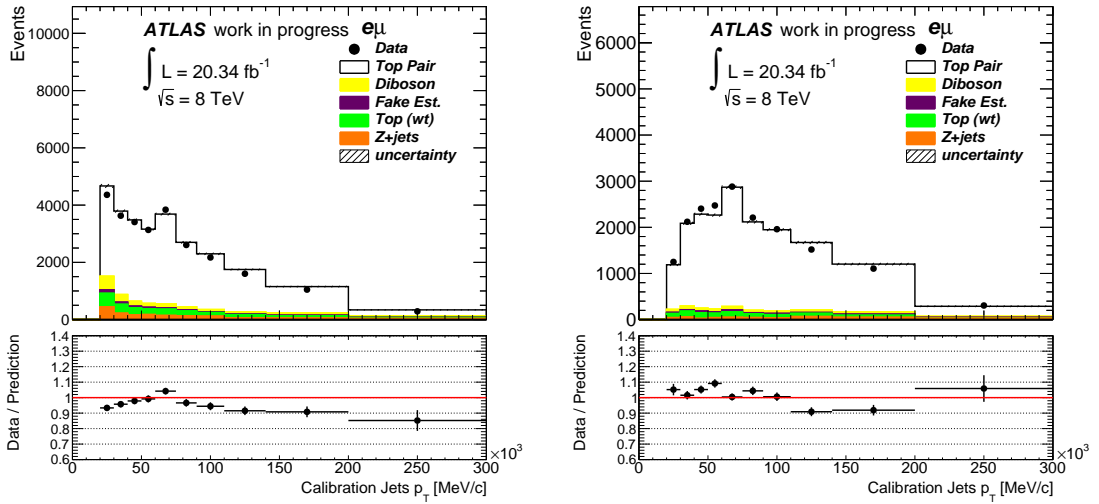 Events
10000
8000
6000
4000
2000
0
ATLAS work in progress eμ
∫ L = 20.34 fb-1
√s = 8 TeV
Data
Top Pair
Diboson
Fake Est.
Top (wt)
Z+jets
uncertainty
Data / Prediction
1.4
1.3
1.2
1.1
1
0.9
0.8
0.7
0.6
0 50 100 150 200 250 300
×10^3
Calibration Jets pT [MeV/c]
Events
6000
5000
4000
3000
2000
1000
0
ATLAS work in progress eμ
∫ L = 20.34 fb-1
√s = 8 TeV
Data
Top Pair
Diboson
Fake Est.
Top (wt)
Z+jets
uncertainty
Data / Prediction
1.4
1.3
1.2
1.1
1
0.9
0.8
0.7
0.6
0 50 100 150 200 250 300
×10^3
Calibration Jets pT [MeV/c]